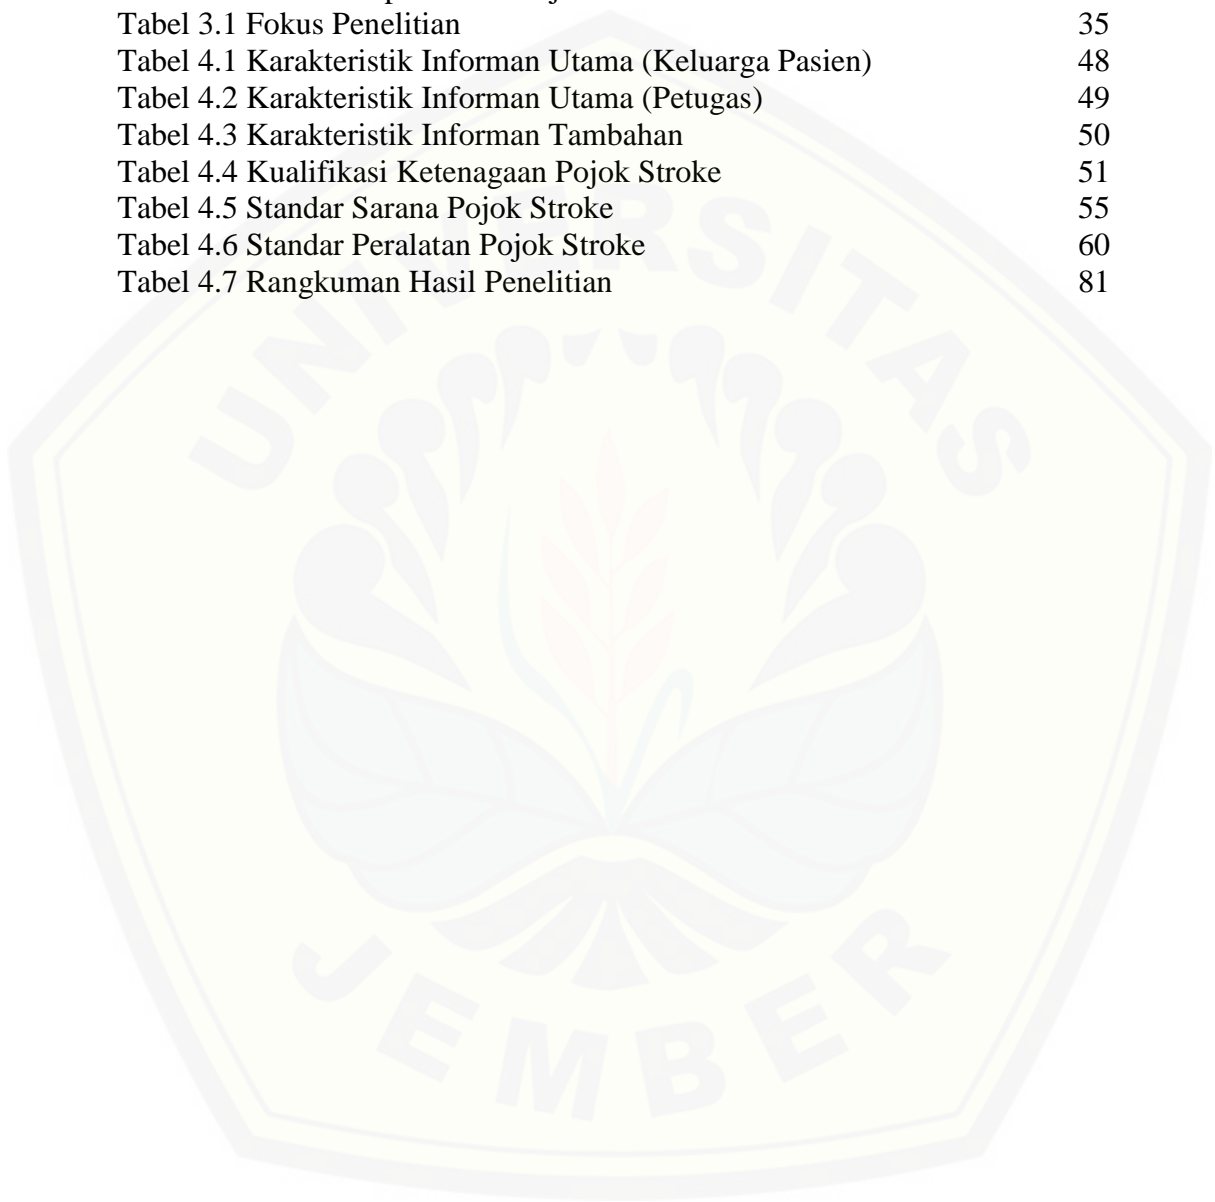 Tabel 3.1 Fokus Penelitian 35
Tabel 4.1 Karakteristik Informan Utama (Keluarga Pasien) 48
Tabel 4.2 Karakteristik Informan Utama (Petugas) 49
Tabel 4.3 Karakteristik Informan Tambahan 50
Tabel 4.4 Kualifikasi Ketenagaan Pojok Stroke 51
Tabel 4.5 Standar Sarana Pojok Stroke 55
Tabel 4.6 Standar Peralatan Pojok Stroke 60
Tabel 4.7 Rangkuman Hasil Penelitian 81
UNIVERSITAS
JEMBER